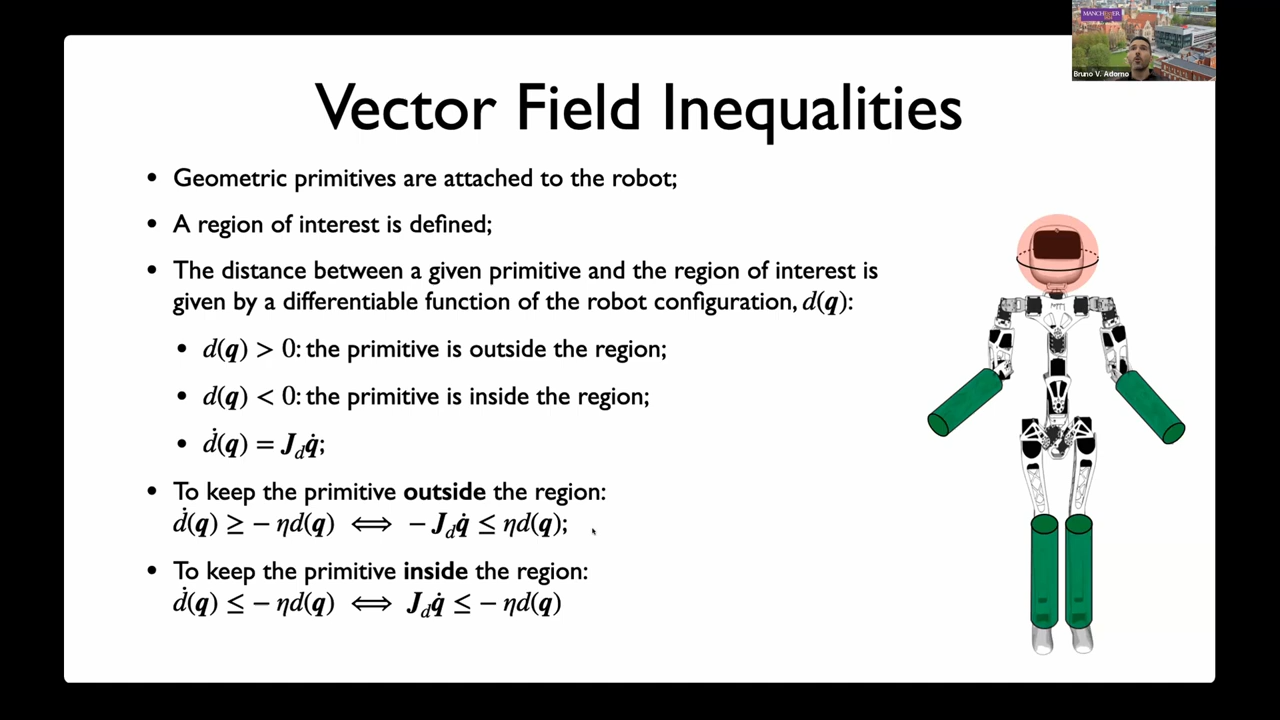 MANCHESTER
Bruno V. Adorno
Vector Field Inequalities
• Geometric primitives are attached to the robot;
• A region of interest is defined;
• The distance between a given primitive and the region of interest is
given by a differentiable function of the robot configuration, d(q):
• d(q) > 0: the primitive is outside the region;
• d(q) < 0: the primitive is inside the region;
• ḋ(q) = J_d q̇;
• To keep the primitive outside the region:
ḋ(q) ≥ − ηd(q) ⟺ − J_d q̇ ≤ ηd(q);
• To keep the primitive inside the region:
ḋ(q) ≤ − ηd(q) ⟺ J_d q̇ ≤ − ηd(q)